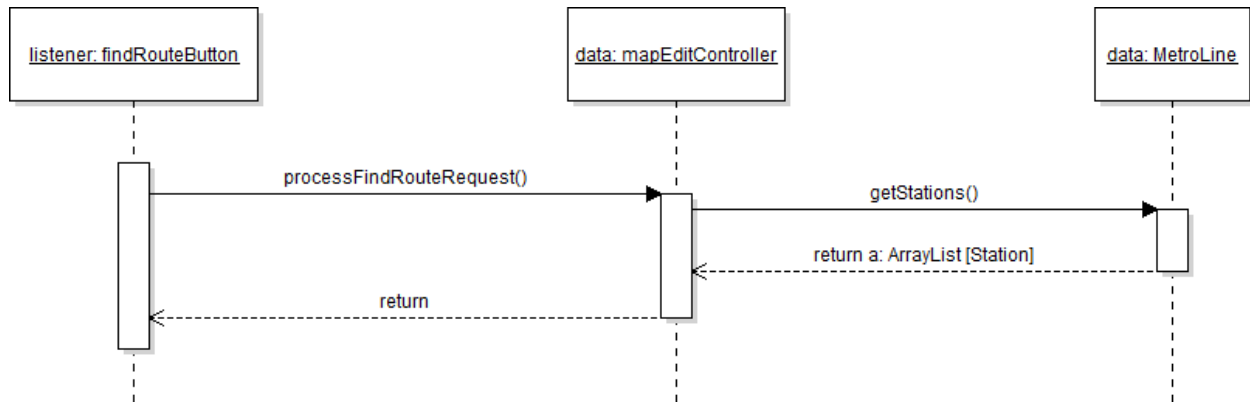 listener: findRouteButton
data: mapEditController
data: MetroLine
processFindRouteRequest()
getStations()
return a: ArrayList [Station]
return